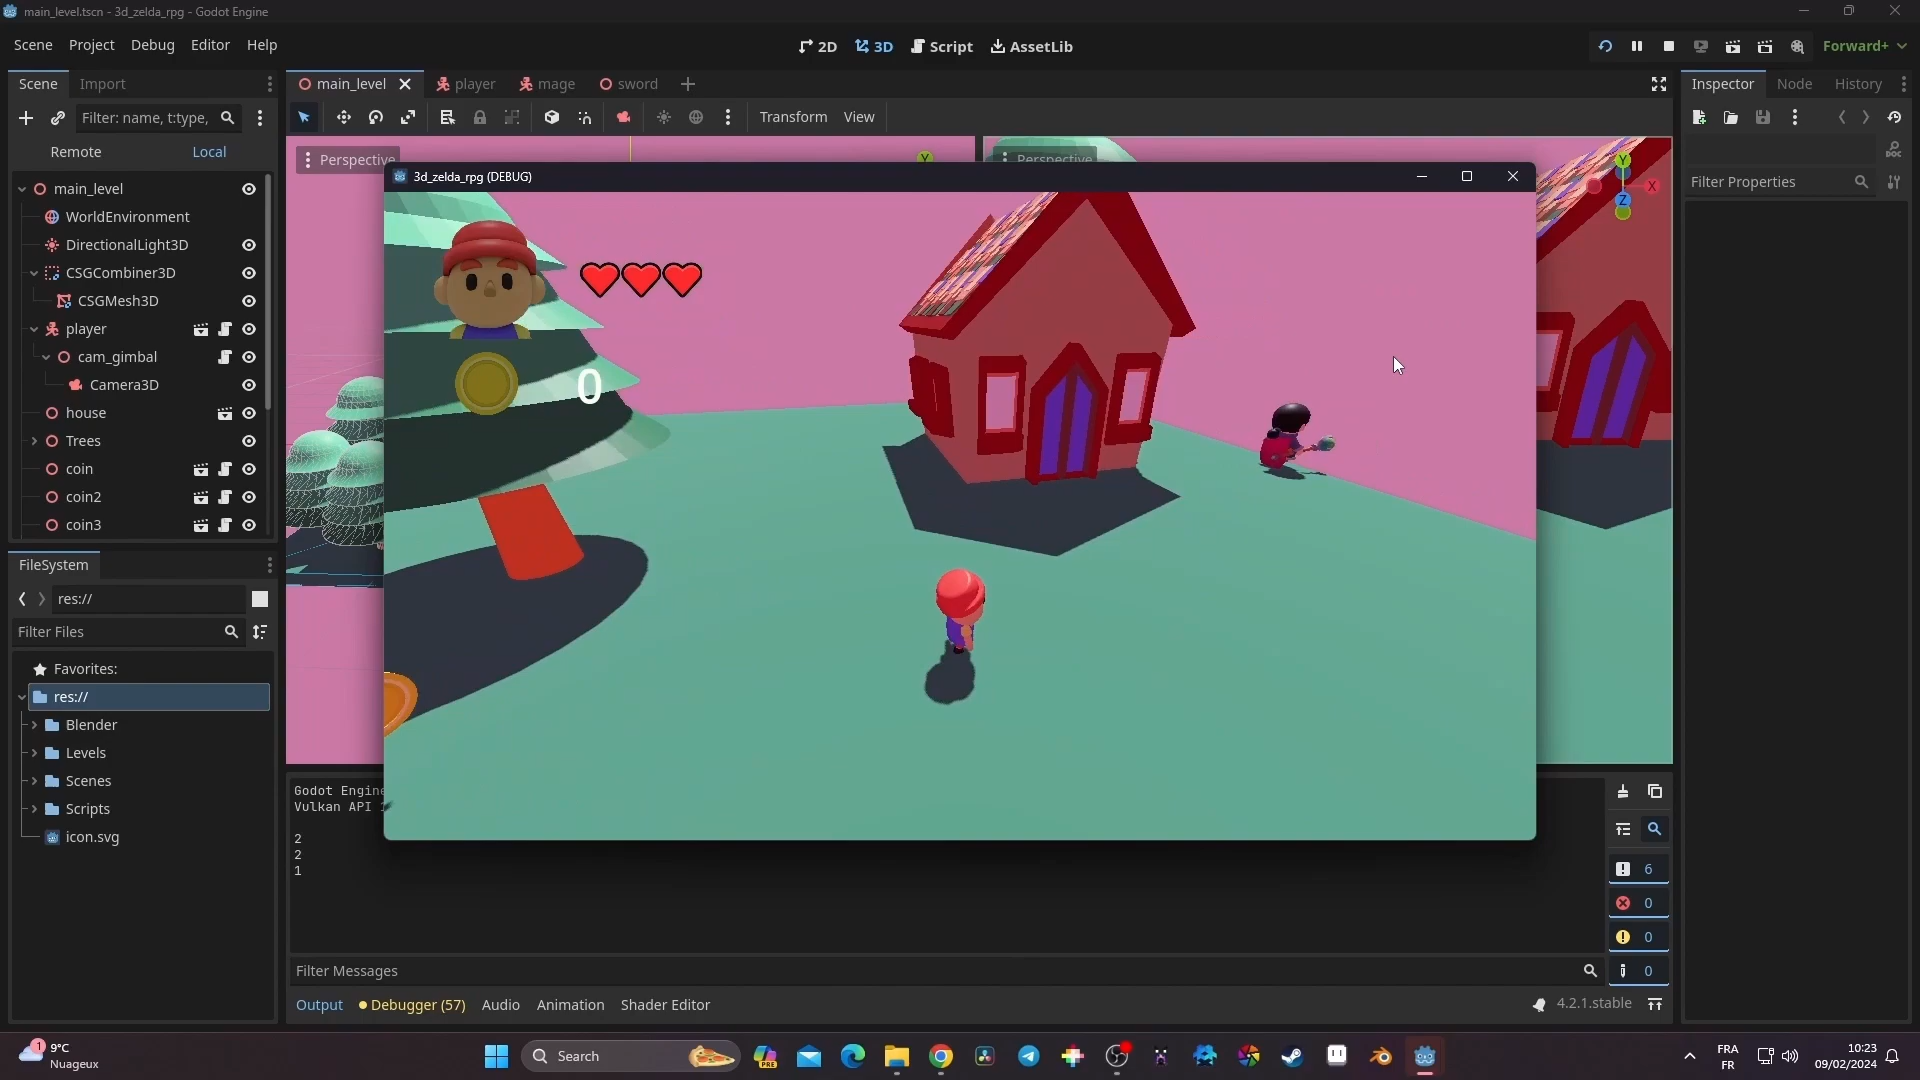 main_level.tscn - 3d_zelda_rpg - Godot Engine
Scene Project Debug Editor Help
2D 3D Script AssetLib
Forward+
Scene Import
main_level player mage sword
Inspector Node History
Filter: name, t:type,
Transform View
Remote Local
Perspective
Perspective
Y
Y
X
Z
Filter Properties
3d_zelda_rpg (DEBUG)
main_level
WorldEnvironment
DirectionalLight3D
CSGCombiner3D
CSGMesh3D
player
cam_gimbal
Camera3D
house
Trees
coin
coin2
coin3
0
FileSystem
res://
Filter Files
Favorites:
res://
Blender
Levels
Scenes
Scripts
icon.svg
Godot Engine
Vulkan API
2
2
1
6
0
0
0
Filter Messages
Output Debugger (57) Audio Animation Shader Editor
4.2.1.stable
1
9°C
Nuageux
Search
PRE
FRA
FR
10:23
09/02/2024